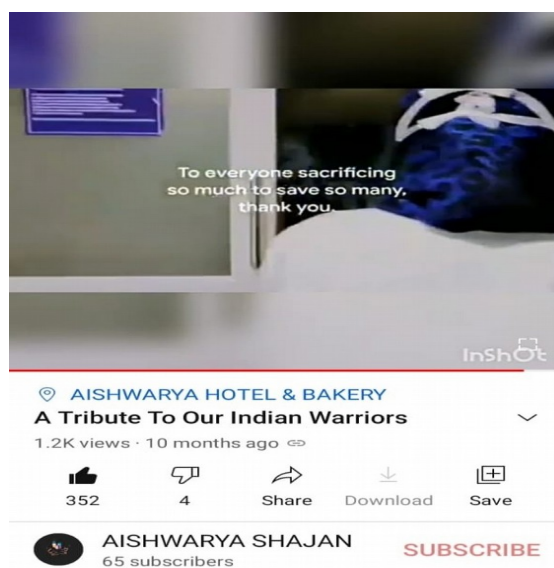 To everyone sacrificing
so much to save so many,
thank you.
InShOt
AISHWARYA HOTEL & BAKERY
A Tribute To Our Indian Warriors
1.2K views · 10 months ago
352
4
Share
Download
Save
AISHWARYA SHAJAN
65 subscribers
SUBSCRIBE